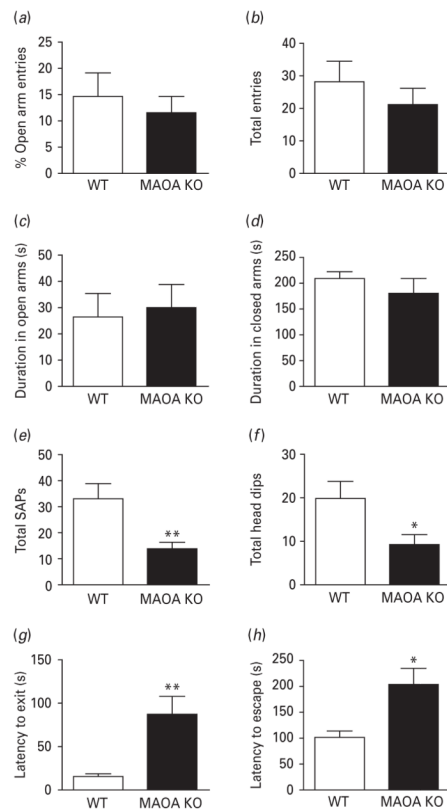 (a)
% Open arm entries
25
20
15
10
5
0
WT MAOA KO
(b)
Total entries
40
30
20
10
0
WT MAOA KO
(c)
Duration in open arms (s)
50
40
30
20
10
0
WT MAOA KO
(d)
Duration in closed arms (s)
250
200
150
100
50
0
WT MAOA KO
(e)
Total SAPs
50
40
30
20
10
0
**
WT MAOA KO
(f)
Total head dips
30
20
10
0
*
WT MAOA KO
(g)
Latency to exit (s)
150
100
50
0
**
WT MAOA KO
(h)
Latency to escape (s)
250
200
150
100
50
0
*
WT MAOA KO